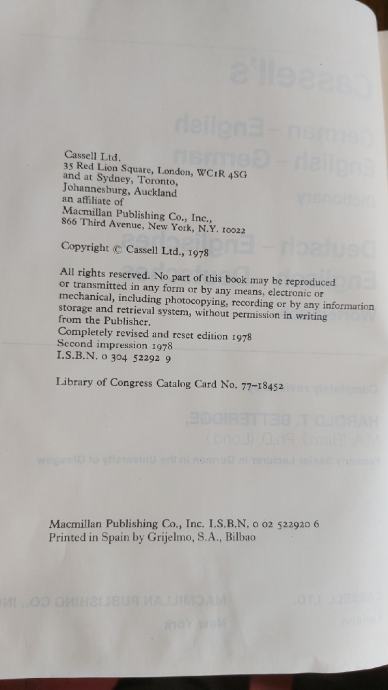 Cassell Ltd.
35 Red Lion Square, London, WC1R 4SG
and at Sydney, Toronto,
Johannesburg, Auckland
an affiliate of
Macmillan Publishing Co., Inc.,
866 Third Avenue, New York, N.Y. 10022
Copyright © Cassell Ltd., 1978
All rights reserved. No part of this book may be reproduced
or transmitted in any form or by any means, electronic or
mechanical, including photocopying, recording or by any information
storage and retrieval system, without permission in writing
from the Publisher.
Completely revised and reset edition 1978
Second impression 1978
I.S.B.N. 0 304 52292 9
Library of Congress Catalog Card No. 77-18452
Macmillan Publishing Co., Inc. I.S.B.N. 0 02 522920 6
Printed in Spain by Grijelmo, S.A., Bilbao